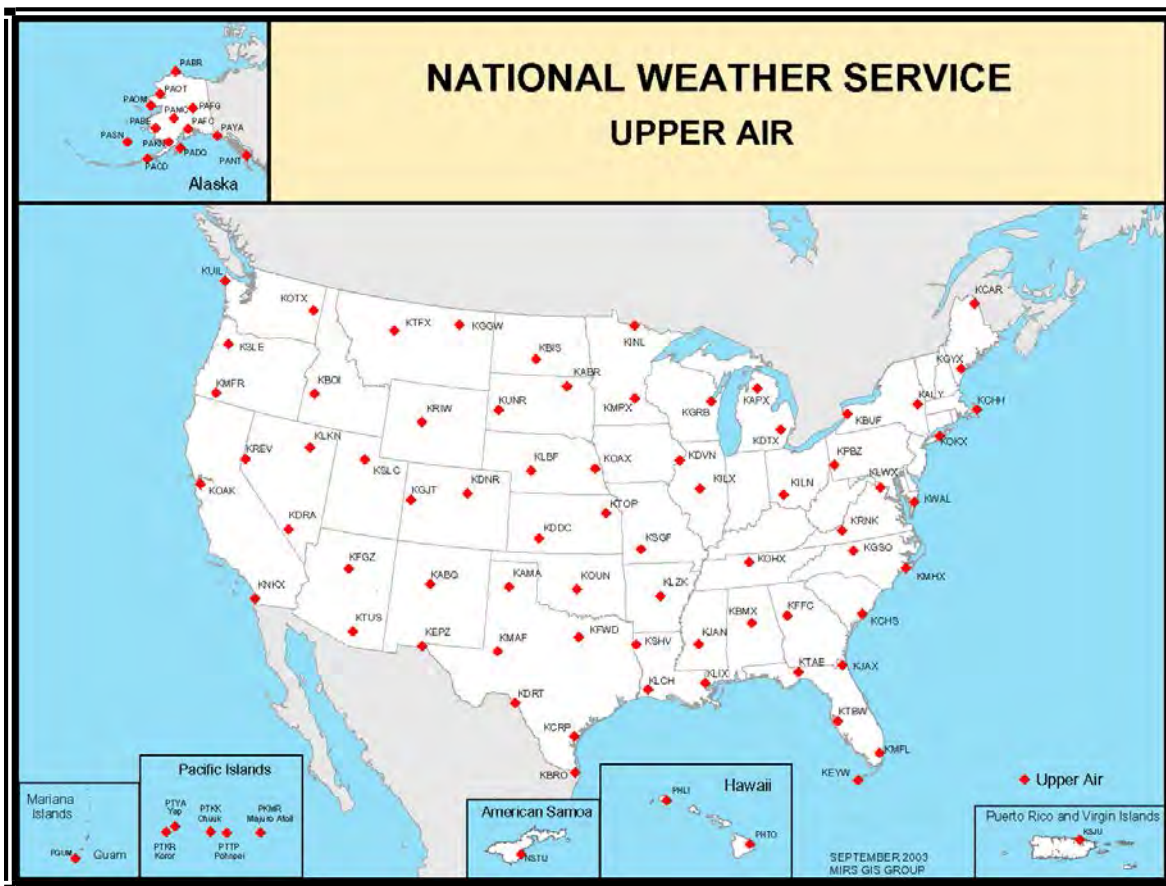 NATIONAL WEATHER SERVICE
UPPER AIR
PABR
PAOT
PAOM
PAMC
PAFG
PABE
PAFC
PAYA
PASN
PAKN
PADQ
PACD
PANT
Alaska
KUIL
KOTX
KTFX
KGGW
KBIS
KINL
KCAR
KSLE
KABR
KGYX
KMFR
KBOI
KRIW
KUNR
KMPX
KGRB
KAPX
KBUF
KALY
KCHH
KREV
KLKN
KSLC
KLBF
KOAX
KDVN
KDTX
KPBZ
KOKX
KOAK
KGJT
KDNR
KTOP
KILX
KILN
KLWX
KWAL
KDRA
KDDC
KSGF
KRNK
KFGZ
KOHX
KGSO
KMHX
KNKX
KABQ
KAMA
KOUN
KLZK
KTUS
KEPZ
KMAF
KFWD
KSHV
KJAN
KBMX
KFFC
KCHS
KDRT
KLCH
KLIX
KTAE
KJAX
KCRP
KTBW
KBRO
KMFL
KEYW
Upper Air
Mariana
Islands
PGUM
Guam
Pacific Islands
PTYA
Yap
PTKK
Chuuk
PKMR
Majuro Atoll
PTKR
Koror
PTTP
Pohnpei
American Samoa
NSTU
Hawaii
PHLI
PHTO
SEPTEMBER 2003
MIRS GIS GROUP
Puerto Rico and Virgin Islands
KSJU